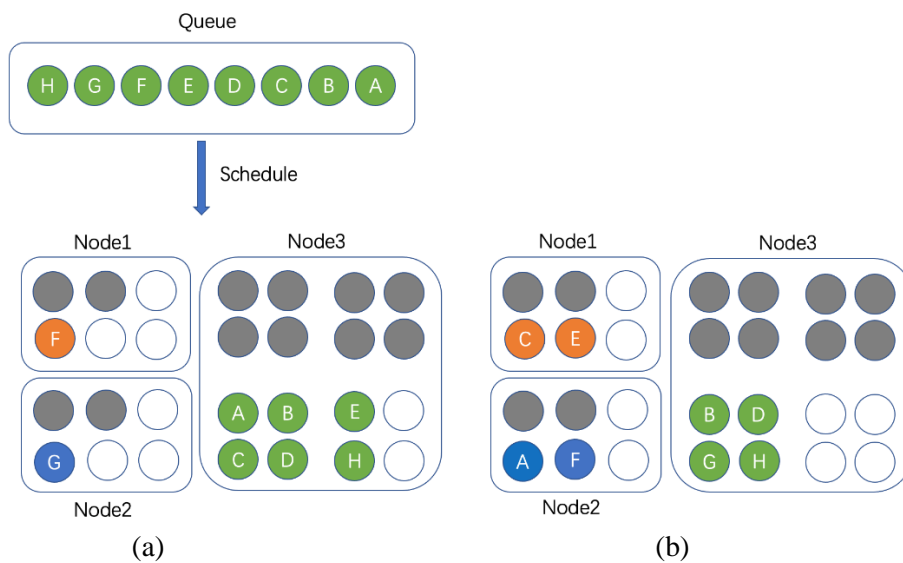 Queue
H G F E D C B A
Schedule
Node1
Node3
F
A B E
C D H
G
Node2
(a)
Node1
Node3
C E
B D
G H
A F
Node2
(b)